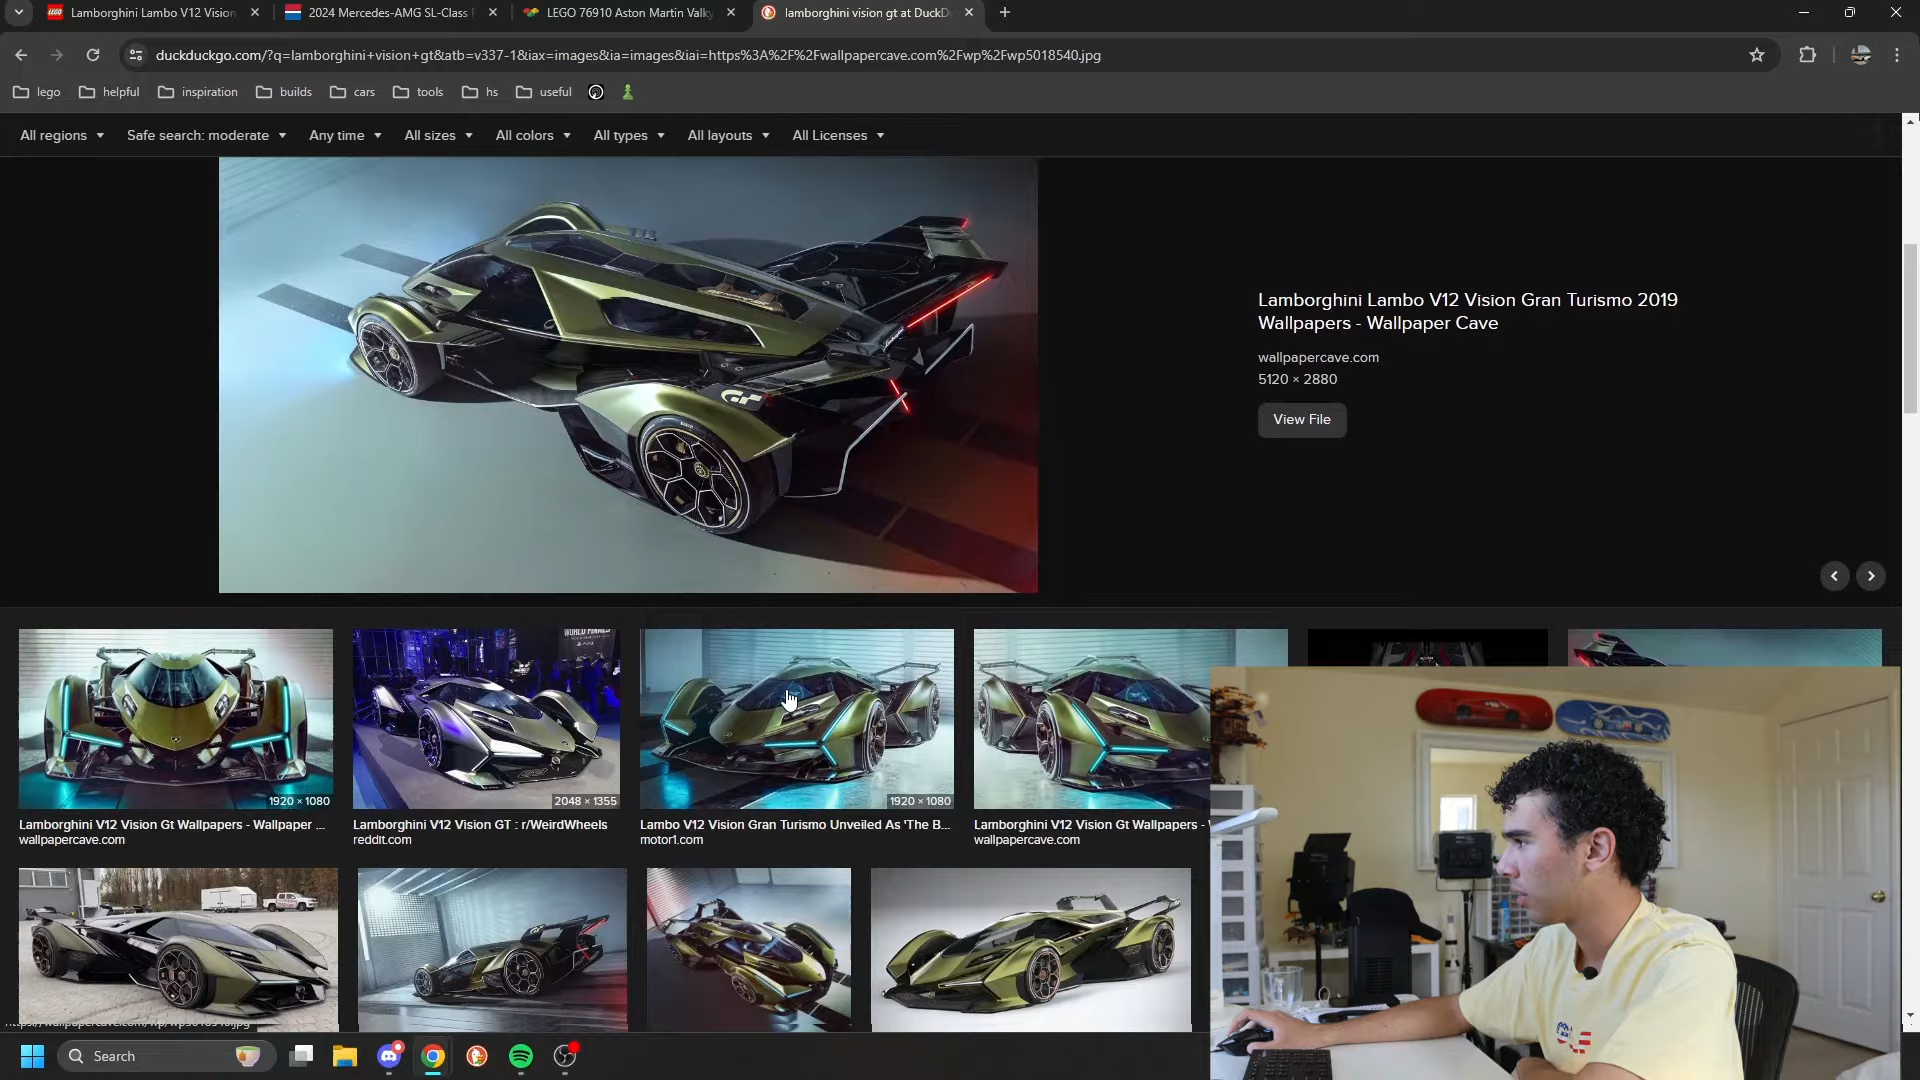 Lamborghini Lambo V12 Vision
2024 Mercedes-AMG SL-Class
LEGO 76910 Aston Martin Valky
lamborghini vision gt at DuckD
duckduckgo.com/?q=lamborghini+vision+gt&atb=v337-1&iax=images&ia=images&iai=https%3A%2F%2Fwallpapercave.com%2Fwp%2Fwp5018540.jpg
lego helpful inspiration builds cars tools hs useful
All regions Safe search: moderate Any time All sizes All colors All types All layouts All Licenses
Lamborghini Lambo V12 Vision Gran Turismo 2019
Wallpapers - Wallpaper Cave
wallpapercave.com
5120 × 2880
View File
WORLD FINALS
1920 × 1080
2048 × 1355
1920 × 1080
Lamborghini V12 Vision Gt Wallpapers - Wallpaper ...
wallpapercave.com
Lamborghini V12 Vision GT : r/WeirdWheels
reddit.com
Lambo V12 Vision Gran Turismo Unveiled As 'The B...
motor1.com
Lamborghini V12 Vision Gt Wallpapers -
wallpapercave.com
Search